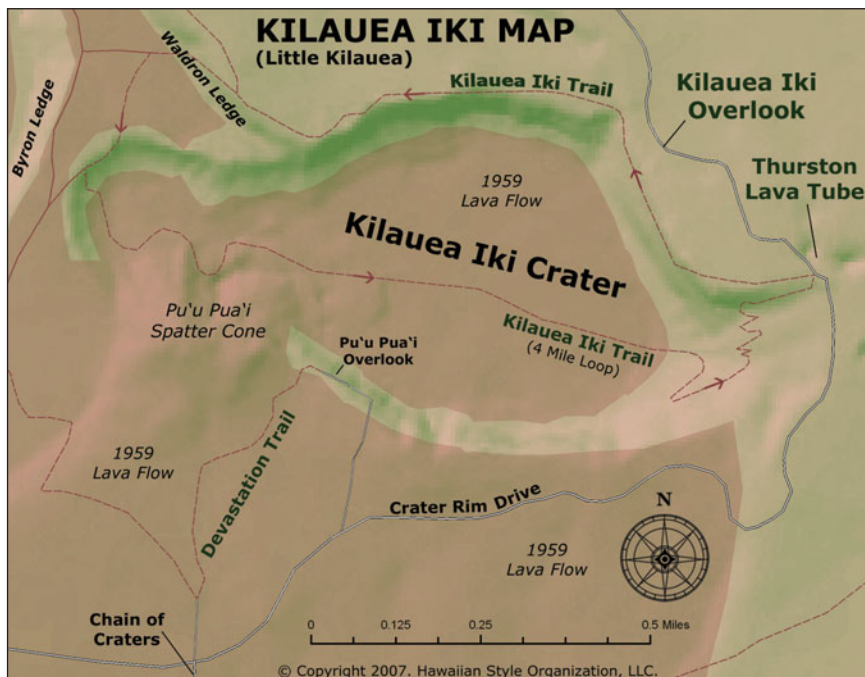 KILAUEA IKI MAP
(Little Kilauea)
Byron Ledge
Waldron Ledge
Kilauea Iki Trail
Kilauea Iki
Overlook
Thurston
Lava Tube
1959
Lava Flow
Kilauea Iki Crater
Pu‘u Pua‘i
Spatter Cone
Pu‘u Pua‘i
Overlook
Kilauea Iki Trail
(4 Mile Loop)
1959
Lava Flow
Devastation Trail
Crater Rim Drive
N
1959
Lava Flow
Chain of
Craters
0 0.125 0.25 0.5 Miles
© Copyright 2007. Hawaiian Style Organization, LLC.